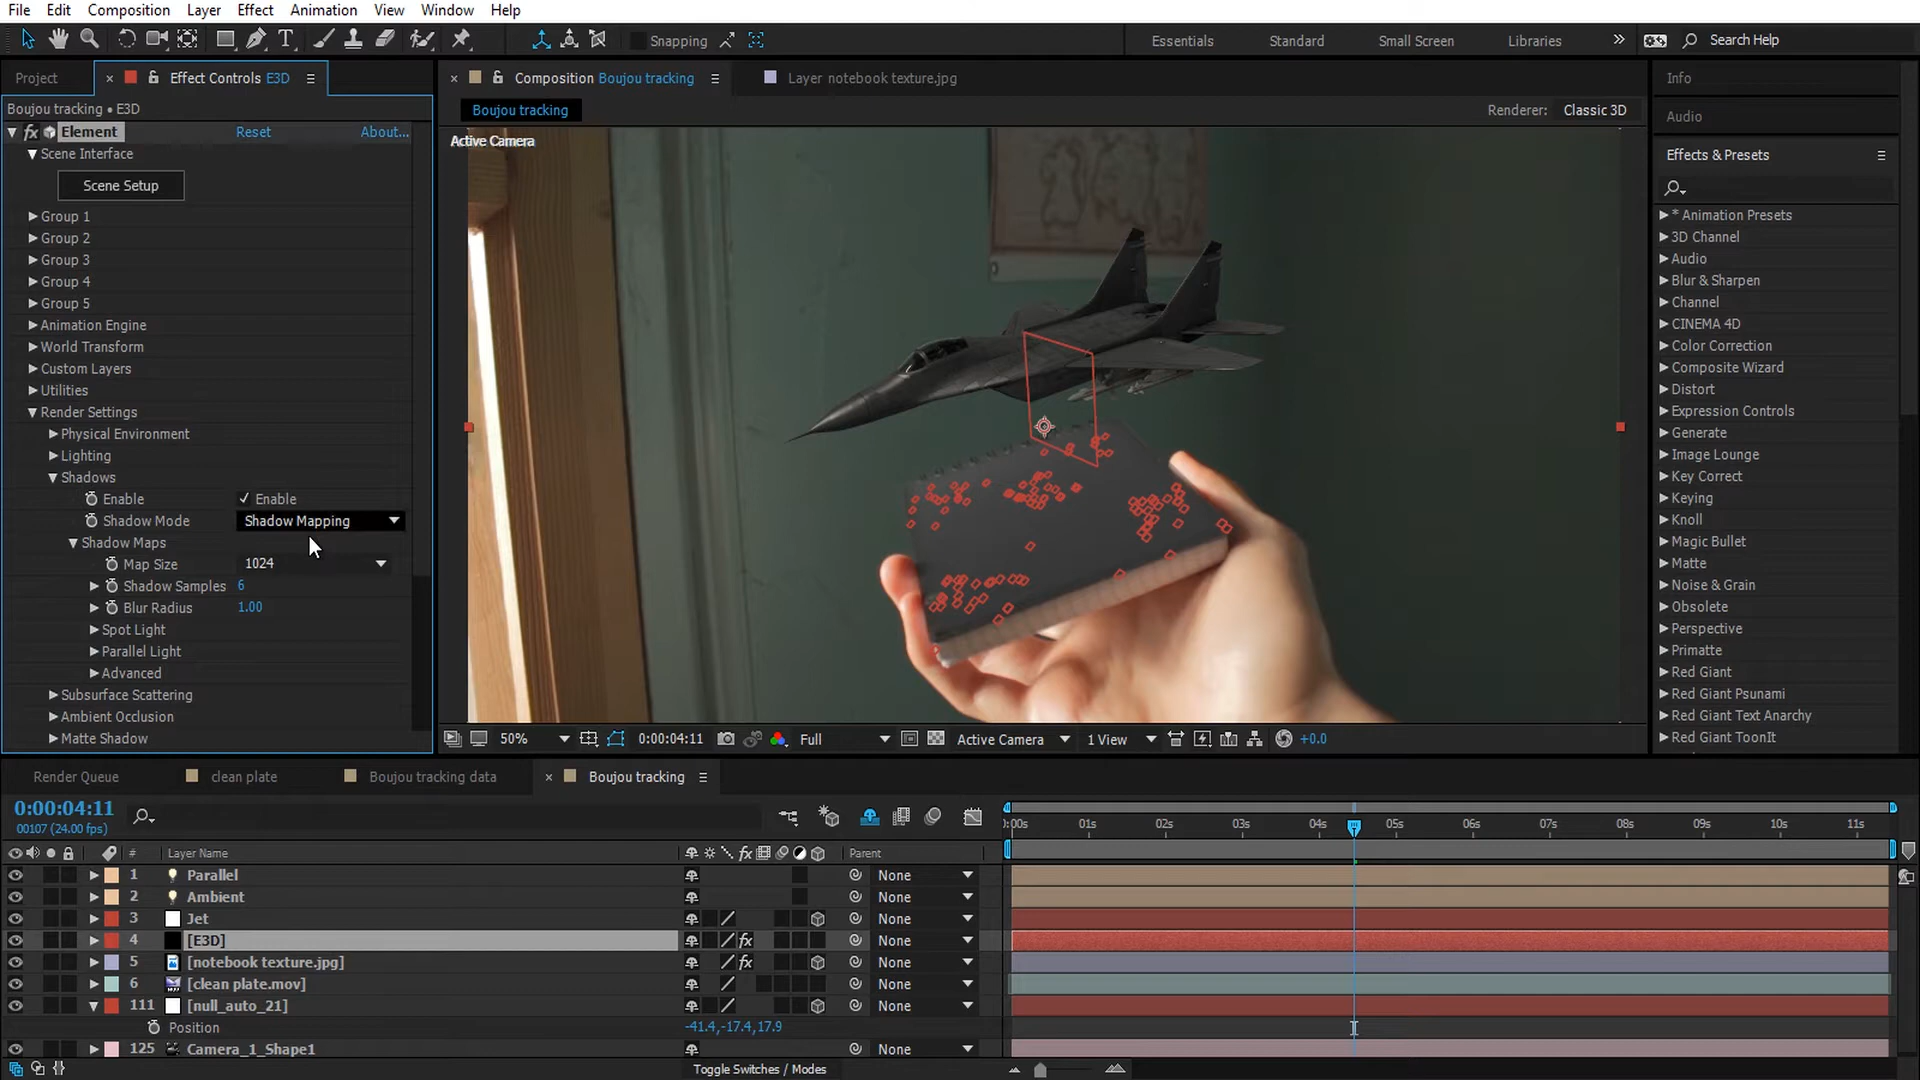 File Edit Composition Layer Effect Animation View Window Help
Snapping
Essentials Standard Small Screen Libraries Search Help
Project Effect Controls E3D
Boujou tracking • E3D
Element Reset About...
Scene Interface
Scene Setup
Group 1
Group 2
Group 3
Group 4
Group 5
Animation Engine
World Transform
Custom Layers
Utilities
Render Settings
Physical Environment
Lighting
Shadows
Enable Enable
Shadow Mode Shadow Mapping
Shadow Maps
Map Size 1024
Shadow Samples 6
Blur Radius 1.00
Spot Light
Parallel Light
Advanced
Subsurface Scattering
Ambient Occlusion
Matte Shadow
Composition Boujou tracking Layer notebook texture.jpg
Boujou tracking Renderer: Classic 3D
Active Camera
50% 0:00:04:11 Full Active Camera 1 View +0.0
Info
Audio
Effects & Presets
* Animation Presets
3D Channel
Audio
Blur & Sharpen
Channel
CINEMA 4D
Color Correction
Composite Wizard
Distort
Expression Controls
Generate
Image Lounge
Key Correct
Keying
Knoll
Magic Bullet
Matte
Noise & Grain
Obsolete
Perspective
Primatte
Red Giant
Red Giant Psunami
Red Giant Text Anarchy
Red Giant ToonIt
Render Queue clean plate Boujou tracking data Boujou tracking
0:00:04:11
00107 (24.00 fps)
):00s 01s 02s 03s 04s 05s 06s 07s 08s 09s 10s 11s
# Layer Name fx Parent
1 Parallel None
2 Ambient None
3 Jet None
4 [E3D] fx None
5 [notebook texture.jpg] fx None
6 [clean plate.mov] None
111 [null_auto_21] None
Position -41.4,-17.4,17.9
125 Camera_1_Shape1 None
Toggle Switches / Modes